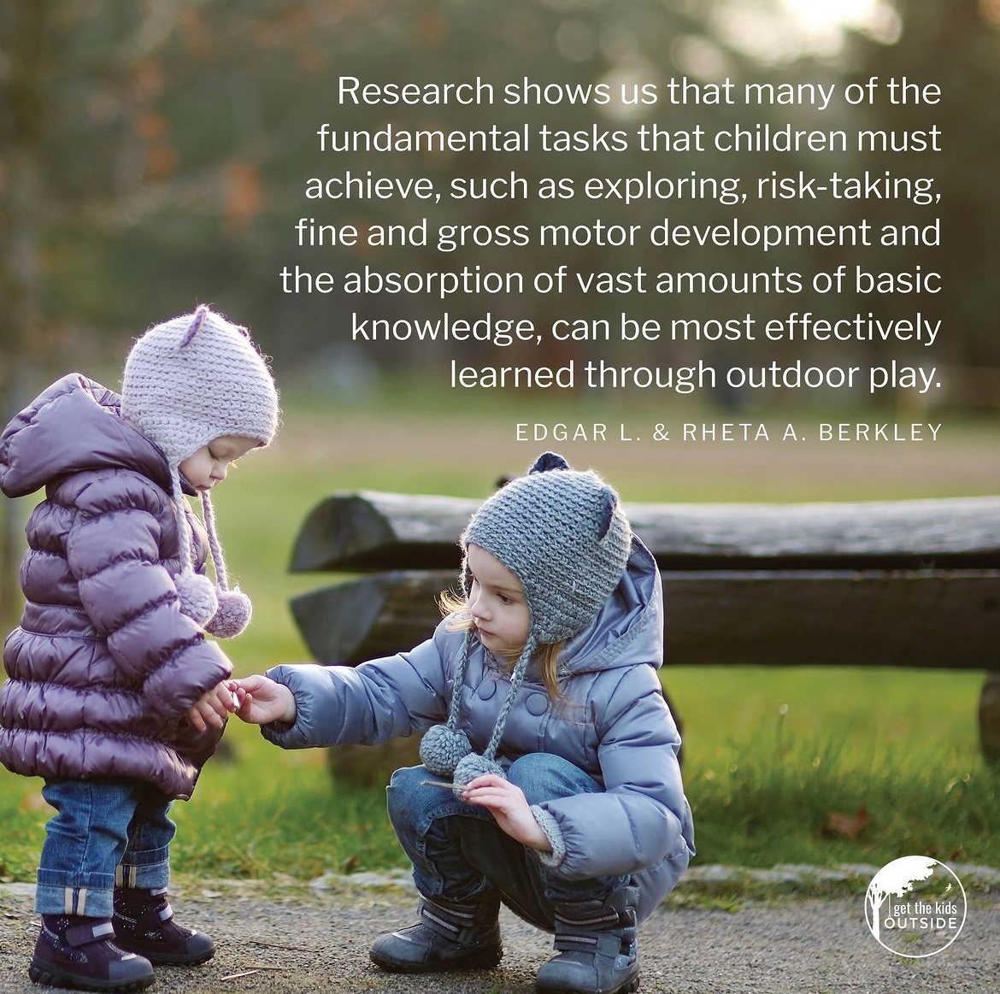 Research shows us that many of the
fundamental tasks that children must
achieve, such as exploring, risk-taking,
fine and gross motor development and
the absorption of vast amounts of basic
knowledge, can be most effectively
learned through outdoor play.
EDGAR L. & RHETA A. BERKLEY
get the kids
OUTSIDE